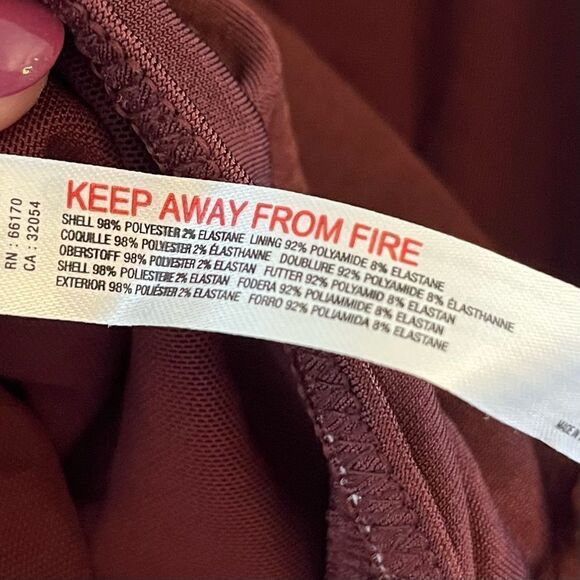 RN : 66170
CA : 32054
KEEP AWAY FROM FIRE
SHELL 98% POLYESTER 2% ELASTANE LINING 92% POLYAMIDE 8% ELASTANE
COQUILLE 98% POLYESTER 2% ÉLASTHANNE DOUBLURE 92% POLYAMIDE 8% ÉLASTHANNE
OBERSTOFF 98% POLYESTER 2% ELASTAN FUTTER 92% POLYAMID 8% ELASTAN
SHELL 98% POLIESTERE 2% ELASTAN FODERA 92% POLIAMMIDE 8% ELASTAN
EXTERIOR 98% POLIÉSTER 2% ELASTANE FORRO 92% POLIAMIDA 8% ELASTANE
MADE IN